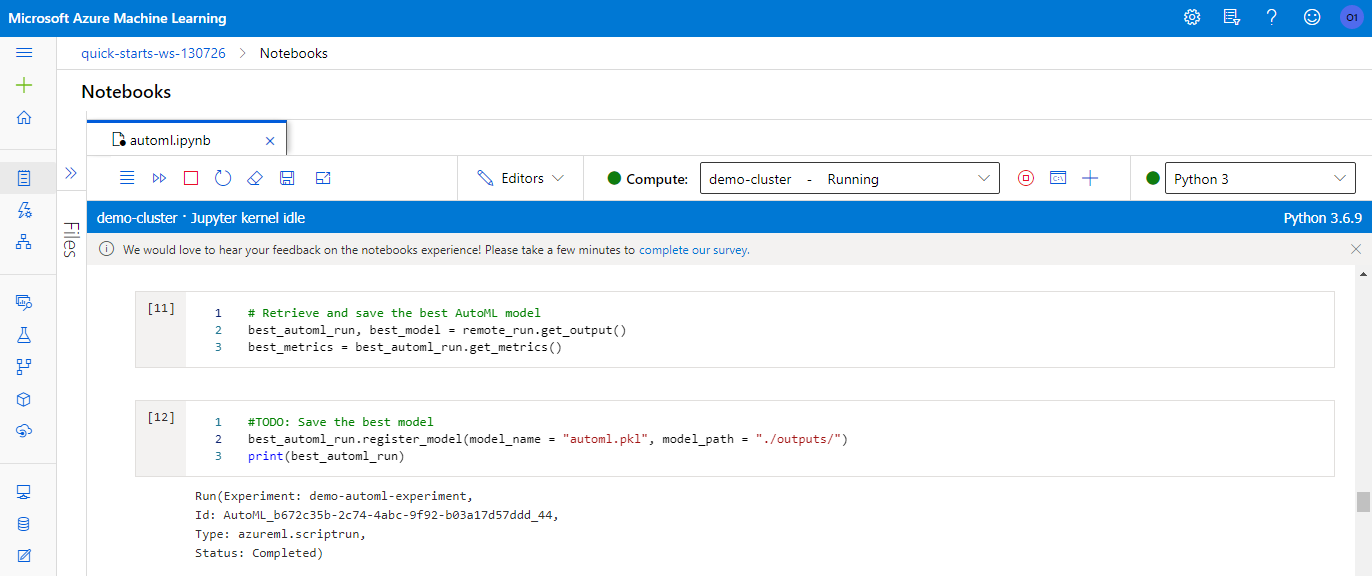 Microsoft Azure Machine Learning
O1
quick-starts-ws-130726 > Notebooks
Notebooks
automl.ipynb
Editors
Compute: demo-cluster - Running
Python 3
demo-cluster · Jupyter kernel idle
Python 3.6.9
Files
We would love to hear your feedback on the notebooks experience! Please take a few minutes to complete our survey.
[11]
1 # Retrieve and save the best AutoML model
2 best_automl_run, best_model = remote_run.get_output()
3 best_metrics = best_automl_run.get_metrics()
[12]
1 #TODO: Save the best model
2 best_automl_run.register_model(model_name = "automl.pkl", model_path = "./outputs/")
3 print(best_automl_run)
Run(Experiment: demo-automl-experiment,
Id: AutoML_b672c35b-2c74-4abc-9f92-b03a17d57ddd_44,
Type: azureml.scriptrun,
Status: Completed)